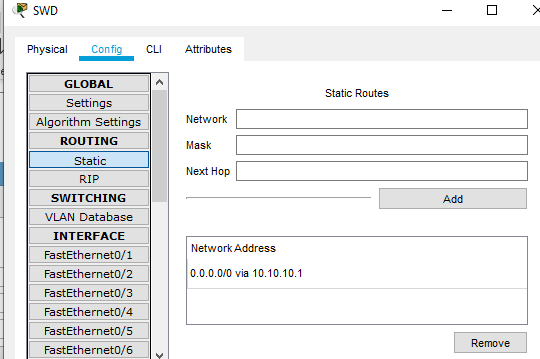 SWD
Physical
Config
CLI
Attributes
GLOBAL
Settings
Algorithm Settings
ROUTING
Static
RIP
SWITCHING
VLAN Database
INTERFACE
FastEthernet0/1
FastEthernet0/2
FastEthernet0/3
FastEthernet0/4
FastEthernet0/5
FastEthernet0/6
Static Routes
Network
Mask
Next Hop
Add
Network Address
0.0.0.0/0 via 10.10.10.1
Remove